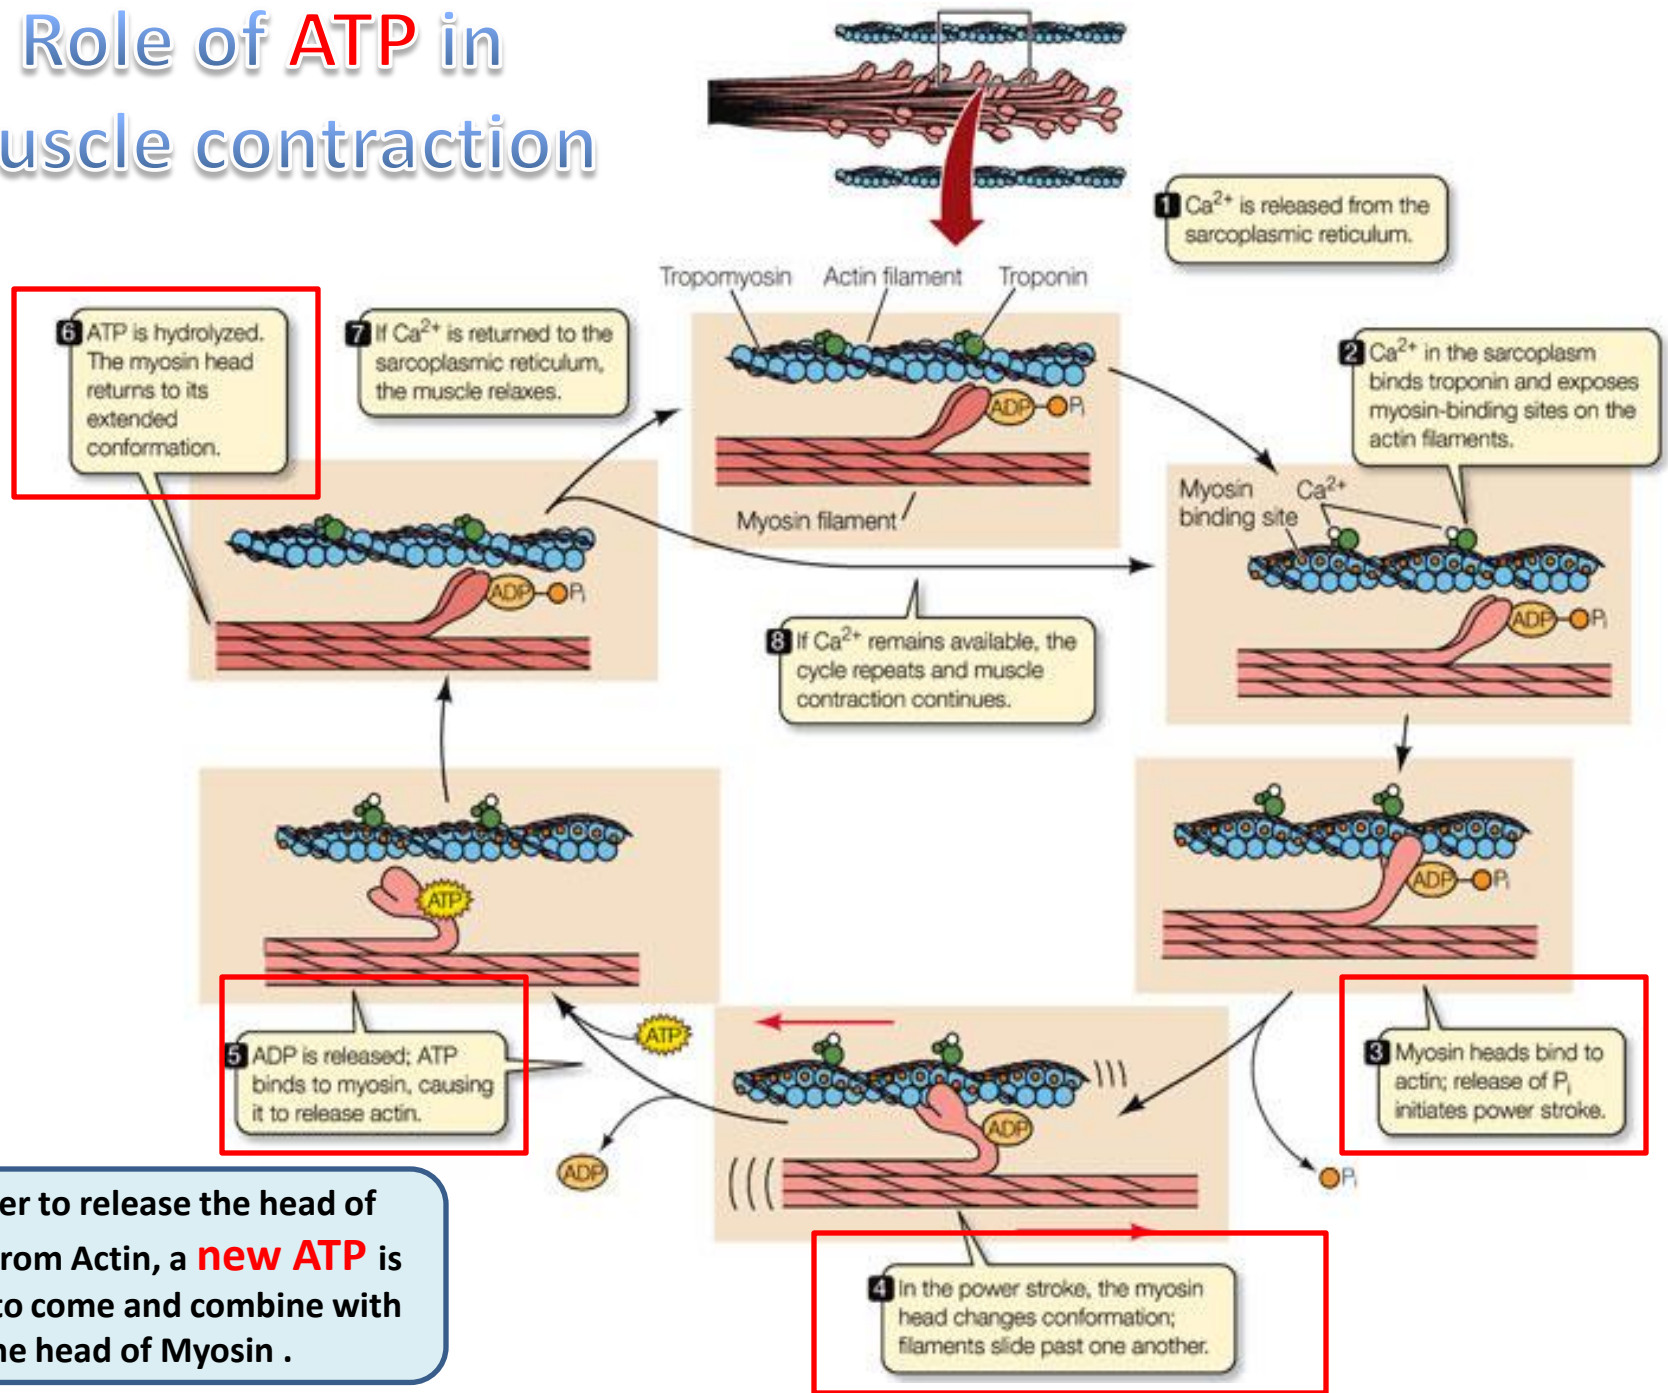 Role of ATP in
uscle contraction
1 Ca2+ is released from the
sarcoplasmic reticulum.
Tropomyosin Actin filament Troponin
ADP Pi
Myosin filament
2 Ca2+ in the sarcoplasm
binds troponin and exposes
myosin-binding sites on the
actin filaments.
Myosin
binding site
Ca2+
ADP Pi
ADP Pi
3 Myosin heads bind to
actin; release of Pi
initiates power stroke.
Pi
ADP
4 In the power stroke, the myosin
head changes conformation;
filaments slide past one another.
ATP
ADP
5 ADP is released; ATP
binds to myosin, causing
it to release actin.
ATP
6 ATP is hydrolyzed.
The myosin head
returns to its
extended
conformation.
ADP Pi
7 If Ca2+ is returned to the
sarcoplasmic reticulum,
the muscle relaxes.
8 If Ca2+ remains available, the
cycle repeats and muscle
contraction continues.
er to release the head of
rom Actin, a new ATP is
to come and combine with
he head of Myosin .